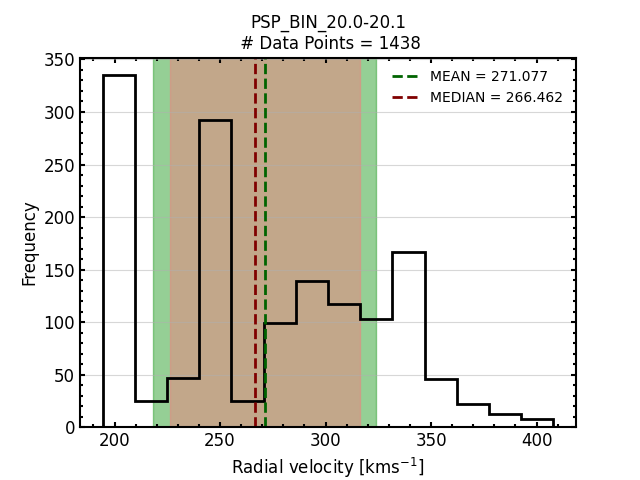 PSP_BIN_20.0-20.1
# Data Points = 1438
MEAN = 271.077
MEDIAN = 266.462
350
300
250
200
150
100
50
0
Frequency
200 250 300 350 400
Radial velocity [kms⁻¹]